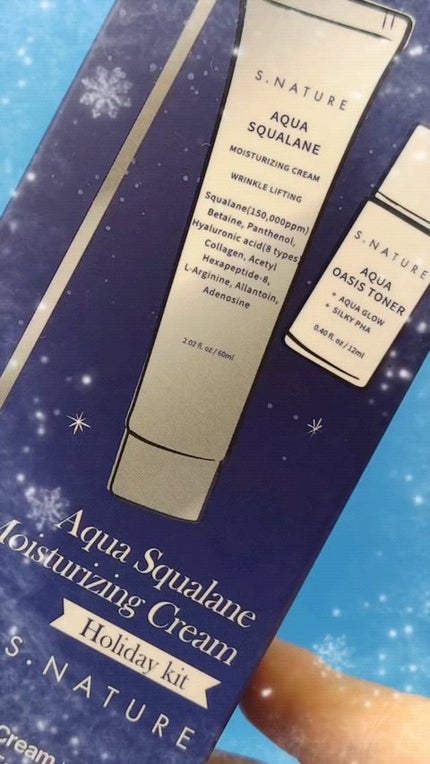 S.NATURE
AQUA
SQUALANE
MOISTURIZING CREAM
WRINKLE LIFTING
Squalane(150,000ppm)
Betaine, Panthenol,
Hyaluronic acid(8 types)
Collagen, Acetyl
Hexapeptide-8,
L-Arginine, Allantoin,
Adenosine
2.02 fl. oz / 60ml
S.NATURE
AQUA
OASIS TONER
+ AQUA GLOW
+ SILKY PHA
0.40 fl. oz / 12ml
Aqua Squalane
Moisturizing Cream
Holiday kit
S.NATURE
Cream